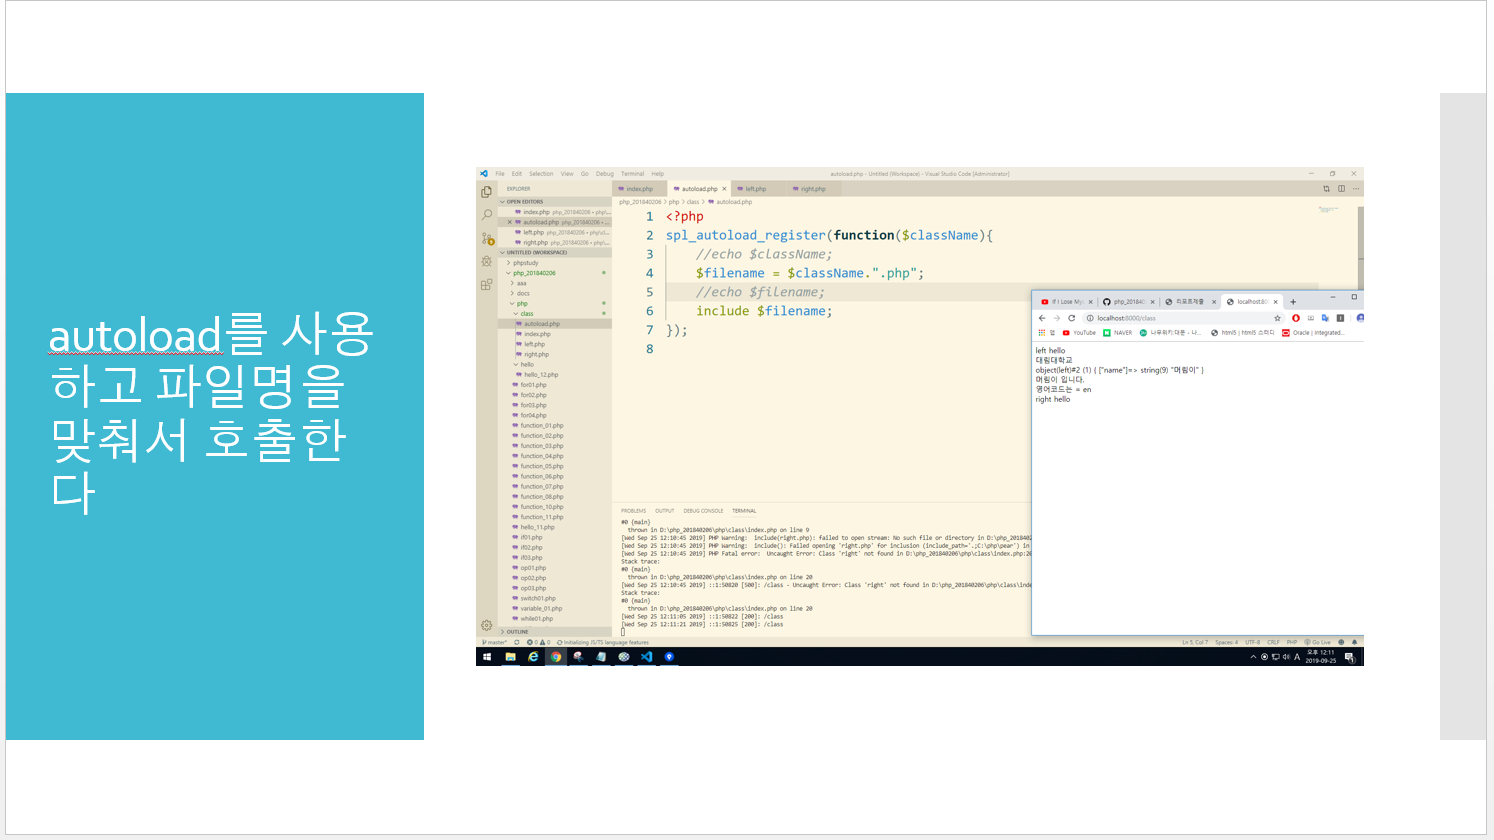 autoload를 사용
하고 파일명을
맞춰서 호출한
다
File Edit Selection View Go Debug Terminal Help
autoload.php - Untitled (Workspace) - Visual Studio Code [Administrator]
EXPLORER
index.php
autoload.php
left.php
right.php
OPEN EDITORS
index.php php_201840206 • php\...
autoload.php php_201840206 • ...
left.php php_201840206 • php\...
right.php php_201840206 • php\...
UNTITLED (WORKSPACE)
phpstudy
php_201840206
aaa
docs
php
class
autoload.php
index.php
left.php
right.php
hello
hello_12.php
for01.php
for02.php
for03.php
for04.php
function_01.php
function_02.php
function_03.php
function_04.php
function_05.php
function_06.php
function_07.php
function_08.php
function_10.php
function_11.php
hello_11.php
if01.php
if02.php
if03.php
op01.php
op02.php
op03.php
switch01.php
variable_01.php
while01.php
OUTLINE
php_201840206 > php > class > autoload.php
1 <?php
2 spl_autoload_register(function($className){
3 //echo $className;
4 $filename = $className.".php";
5 //echo $filename;
6 include $filename;
7 });
8
PROBLEMS OUTPUT DEBUG CONSOLE TERMINAL
#0 {main}
thrown in D:\php_201840206\php\class\index.php on line 9
[Wed Sep 25 12:10:45 2019] PHP Warning: include(right.php): failed to open stream: No such file or directory in D:\php_2018402
[Wed Sep 25 12:10:45 2019] PHP Warning: include(): Failed opening 'right.php' for inclusion (include_path='.;C:\php\pear') in
[Wed Sep 25 12:10:45 2019] PHP Fatal error: Uncaught Error: Class 'right' not found in D:\php_201840206\php\class\index.php:20
Stack trace:
#0 {main}
thrown in D:\php_201840206\php\class\index.php on line 20
[Wed Sep 25 12:10:45 2019] ::1:50820 [500]: /class - Uncaught Error: Class 'right' not found in D:\php_201840206\php\class\inde
Stack trace:
#0 {main}
thrown in D:\php_201840206\php\class\index.php on line 20
[Wed Sep 25 12:11:05 2019] ::1:50822 [200]: /class
[Wed Sep 25 12:11:21 2019] ::1:50825 [200]: /class
If I Lose My
php_20184
리포트제출
localhost:80
localhost:8000/class
앱 YouTube NAVER 나무위키:대문 - 나... html5 | html5 스터디 Oracle | Integrated...
left hello
대림대학교
object(left)#2 (1) { ["name"]=> string(9) "머림이" }
머림이 입니다.
영어코드는 = en
right hello
master* 0 0 Initializing JS/TS language features
Ln 5, Col 7 Spaces: 4 UTF-8 CRLF PHP Go Live
A
오후 12:11
2019-09-25